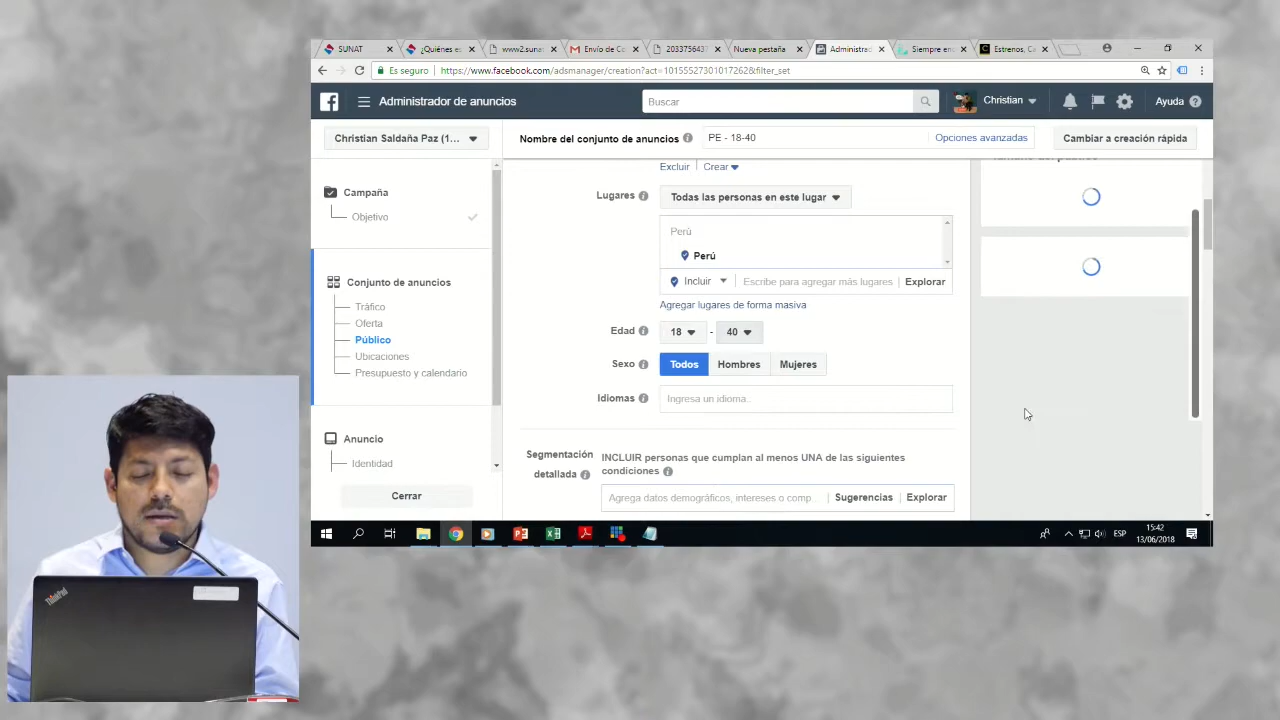 SUNAT
¿Quiénes es
www2.suna
Envío de Co
2033756437
Nueva pestaña
Administrad
Siempre en
Estrenos, Ca
Es seguro
https://www.facebook.com/adsmanager/creation?act=10155527301017262&filter_set
Administrador de anuncios
Buscar
Christian
Ayuda
Christian Saldaña Paz (1...
Nombre del conjunto de anuncios
PE - 18-40
Opciones avanzadas
Cambiar a creación rápida
Campaña
Objetivo
Conjunto de anuncios
Tráfico
Oferta
Público
Ubicaciones
Presupuesto y calendario
Anuncio
Identidad
Cerrar
Excluir
Crear
Lugares
Todas las personas en este lugar
Perú
Perú
Incluir
Escribe para agregar más lugares
Explorar
Agregar lugares de forma masiva
Edad
18 - 40
Sexo
Todos
Hombres
Mujeres
Idiomas
Ingresa un idioma..
Segmentación
detallada
INCLUIR personas que cumplan al menos UNA de las siguientes
condiciones
Agrega datos demográficos, intereses o comp
Sugerencias
Explorar
ESP
15:42
13/06/2018
ThinkPad